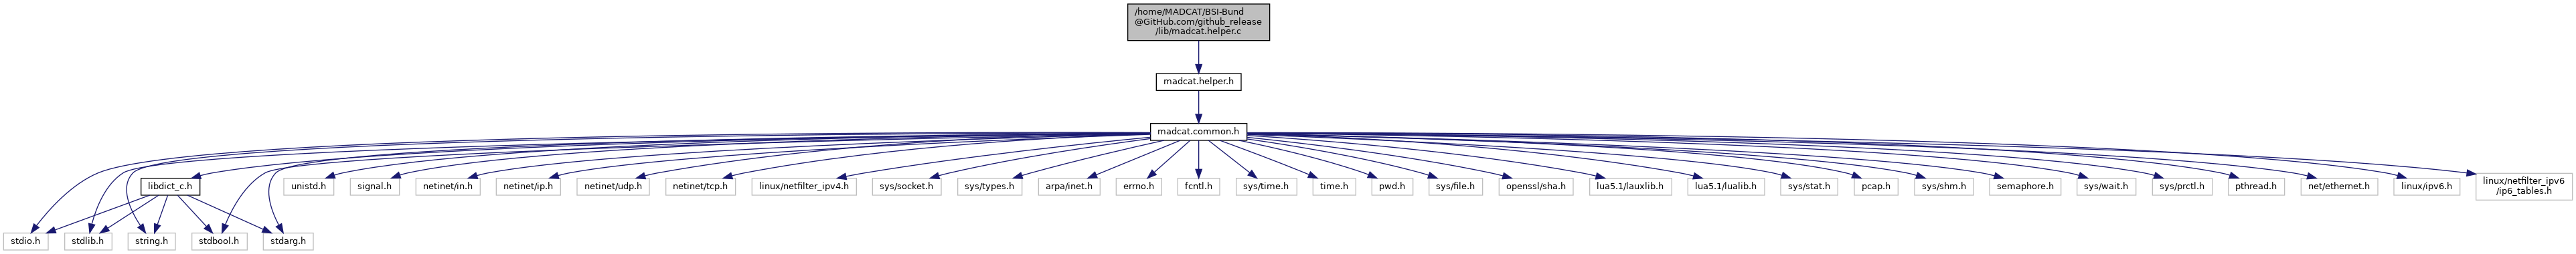 /home/MADCAT/BSI-Bund
@GitHub.com/github_release
/lib/madcat.helper.c
madcat.helper.h
madcat.common.h
libdict_c.h
unistd.h
signal.h
netinet/in.h
netinet/ip.h
netinet/udp.h
netinet/tcp.h
linux/netfilter_ipv4.h
sys/socket.h
sys/types.h
arpa/inet.h
errno.h
fcntl.h
sys/time.h
time.h
pwd.h
sys/file.h
openssl/sha.h
lua5.1/lauxlib.h
lua5.1/lualib.h
sys/stat.h
pcap.h
sys/shm.h
semaphore.h
sys/wait.h
sys/prctl.h
pthread.h
net/ethernet.h
linux/ipv6.h
linux/netfilter_ipv6
/ip6_tables.h
stdio.h
stdlib.h
string.h
stdbool.h
stdarg.h